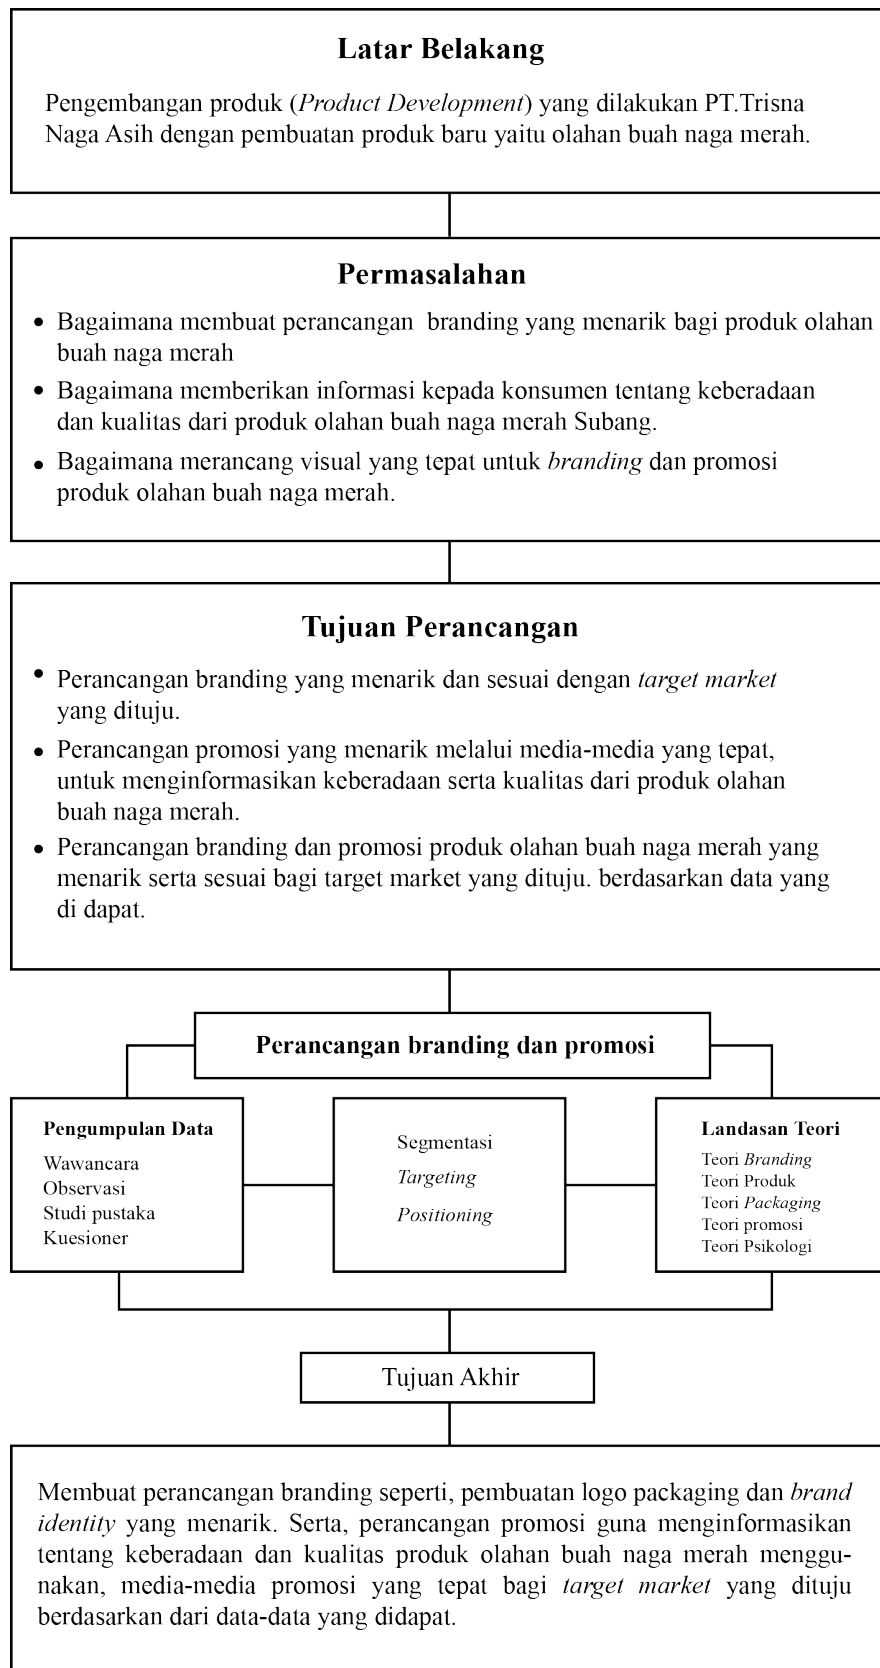 Latar Belakang
Pengembangan produk (Product Development) yang dilakukan PT.Trisna
Naga Asih dengan pembuatan produk baru yaitu olahan buah naga merah.
Permasalahan
• Bagaimana membuat perancangan  branding yang menarik bagi produk olahan
buah naga merah
• Bagaimana memberikan informasi kepada konsumen tentang keberadaan
dan kualitas dari produk olahan buah naga merah Subang.
• Bagaimana merancang visual yang tepat untuk branding dan promosi
produk olahan buah naga merah.
Tujuan Perancangan
• Perancangan branding yang menarik dan sesuai dengan target market
yang dituju.
• Perancangan promosi yang menarik melalui media-media yang tepat,
untuk menginformasikan keberadaan serta kualitas dari produk olahan
buah naga merah.
• Perancangan branding dan promosi produk olahan buah naga merah yang
menarik serta sesuai bagi target market yang dituju. berdasarkan data yang
di dapat.
Perancangan branding dan promosi
Pengumpulan Data
Wawancara
Observasi
Studi pustaka
Kuesioner
Segmentasi
Targeting
Positioning
Landasan Teori
Teori Branding
Teori Produk
Teori Packaging
Teori promosi
Teori Psikologi
Tujuan Akhir
Membuat perancangan branding seperti, pembuatan logo packaging dan brand
identity yang menarik. Serta, perancangan promosi guna menginformasikan
tentang keberadaan dan kualitas produk olahan buah naga merah menggu-
nakan, media-media promosi yang tepat bagi target market yang dituju
berdasarkan dari data-data yang didapat.